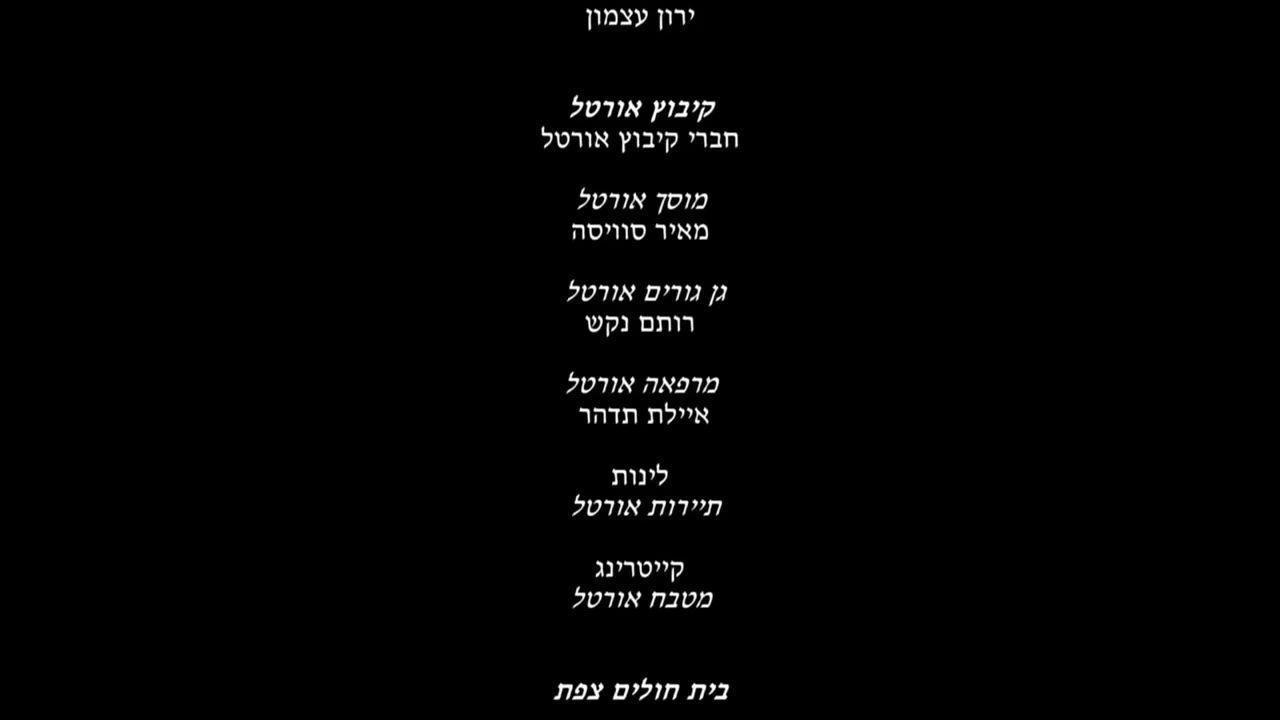 ירון עצמון
קיבוץ אורטל
חברי קיבוץ אורטל
מוסך אורטל
מאיר סוויסה
גן גורים אורטל
רותם נקש
מרפאה אורטל
איילת תדהר
לינות
תיירות אורטל
קייטרינג
מטבח אורטל
בית חולים צפת